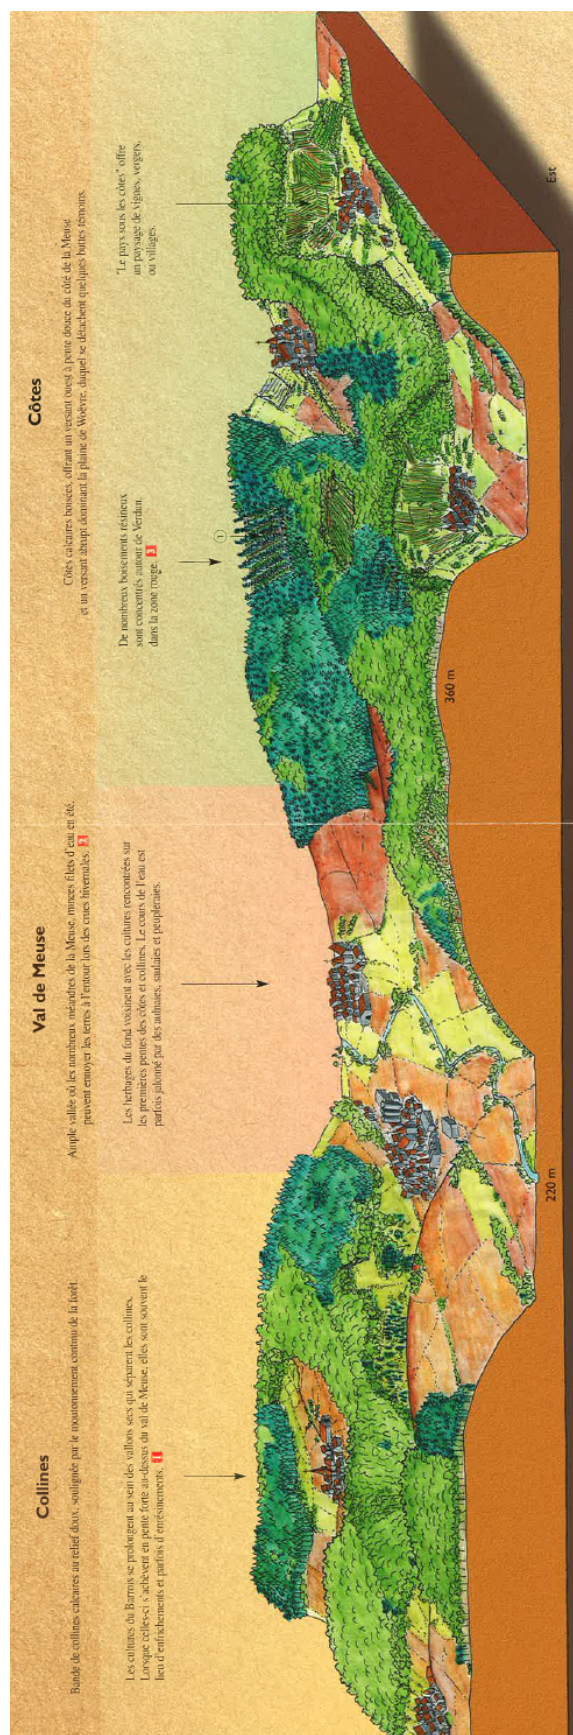 Collines
Bande de collines calcaires au relief doux, soulignée par le moutonnement continu de la forêt
Les cultures du Barrois se prolongent au sein des vallons secs qui séparent les collines.
Lorsque celles-ci s'achèvent en pente forte au-dessus du val de Meuse, elles sont souvent le
lieu d'enfrichements et parfois d'enrésinements. 1
Val de Meuse
Ample vallée où les nombreux méandres de la Meuse, minces filets d'eau en été,
peuvent ennoyer les terres à l'entour lors des crues hivernales. 2
Les herbages du fond voisinent avec les cultures rencontrées sur
les premières pentes des côtes et collines. Le cours de l'eau est
parfois jalonné par des aulnaies, saulaies et peupleraies.
Côtes
Côtes calcaires boisées, offrant un versant ouest à pente douce du côté de la Meuse
et un versant abrupt dominant la plaine de Woëvre, duquel se détachent quelques buttes témoins.
De nombreux boisements résineux
sont concentrés autour de Verdun,
dans la zone rouge. 3
"Le pays sous les côtes" offre
un paysage de vignes, vergers,
ou villages.
1
220 m
360 m
Est